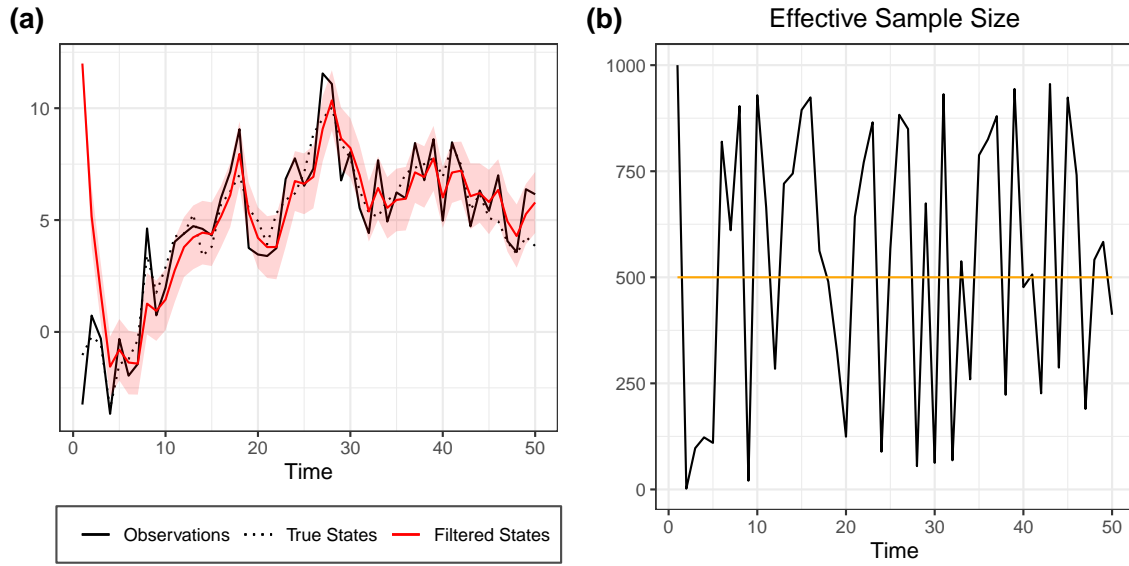 (a)
10
5
0
0
10
20
30
40
50
Time
Observations
True States
Filtered States
(b)
Effective Sample Size
1000
750
500
250
0
0
10
20
30
40
50
Time